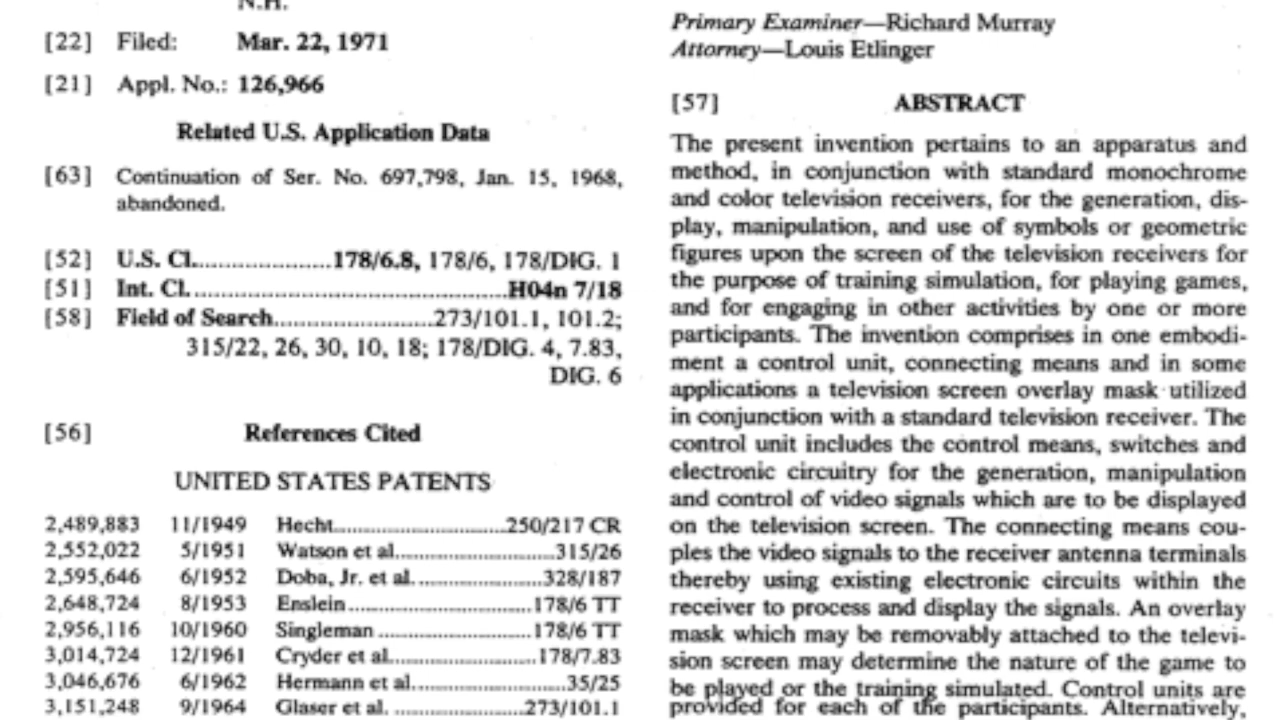 N.H.
[22] Filed: Mar. 22, 1971
[21] Appl. No.: 126,966
Related U.S. Application Data
[63] Continuation of Ser. No. 697,798, Jan. 15, 1968,
abandoned.
[52] U.S. Cl.......................178/6.8, 178/6, 178/DIG. 1
[51] Int. Cl.................................................H04n 7/18
[58] Field of Search..........................273/101.1, 101.2;
315/22, 26, 30, 10, 18; 178/DIG. 4, 7.83,
DIG. 6
[56] References Cited
UNITED STATES PATENTS
2,489,883 11/1949 Hecht............................250/217 CR
2,552,022 5/1951 Watson et al..........................315/26
2,595,646 6/1952 Doba, Jr. et al.....................328/187
2,648,724 8/1953 Enslein..............................178/6 TT
2,956,116 10/1960 Singleman .........................178/6 TT
3,014,724 12/1961 Cryder et al.........................178/7.83
3,046,676 6/1962 Hermann et al..........................35/25
3,151,248 9/1964 Glaser et al. ......................273/101.1
Primary Examiner—Richard Murray
Attorney—Louis Etlinger
[57] ABSTRACT
The present invention pertains to an apparatus and
method, in conjunction with standard monochrome
and color television receivers, for the generation, dis-
play, manipulation, and use of symbols or geometric
figures upon the screen of the television receivers for
the purpose of training simulation, for playing games,
and for engaging in other activities by one or more
participants. The invention comprises in one embodi-
ment a control unit, connecting means and in some
applications a television screen overlay mask utilized
in conjunction with a standard television receiver. The
control unit includes the control means, switches and
electronic circuitry for the generation, manipulation
and control of video signals which are to be displayed
on the television screen. The connecting means cou-
ples the video signals to the receiver antenna terminals
thereby using existing electronic circuits within the
receiver to process and display the signals. An overlay
mask which may be removably attached to the televi-
sion screen may determine the nature of the game to
be played or the training simulated. Control units are
provided for each of the participants. Alternatively,